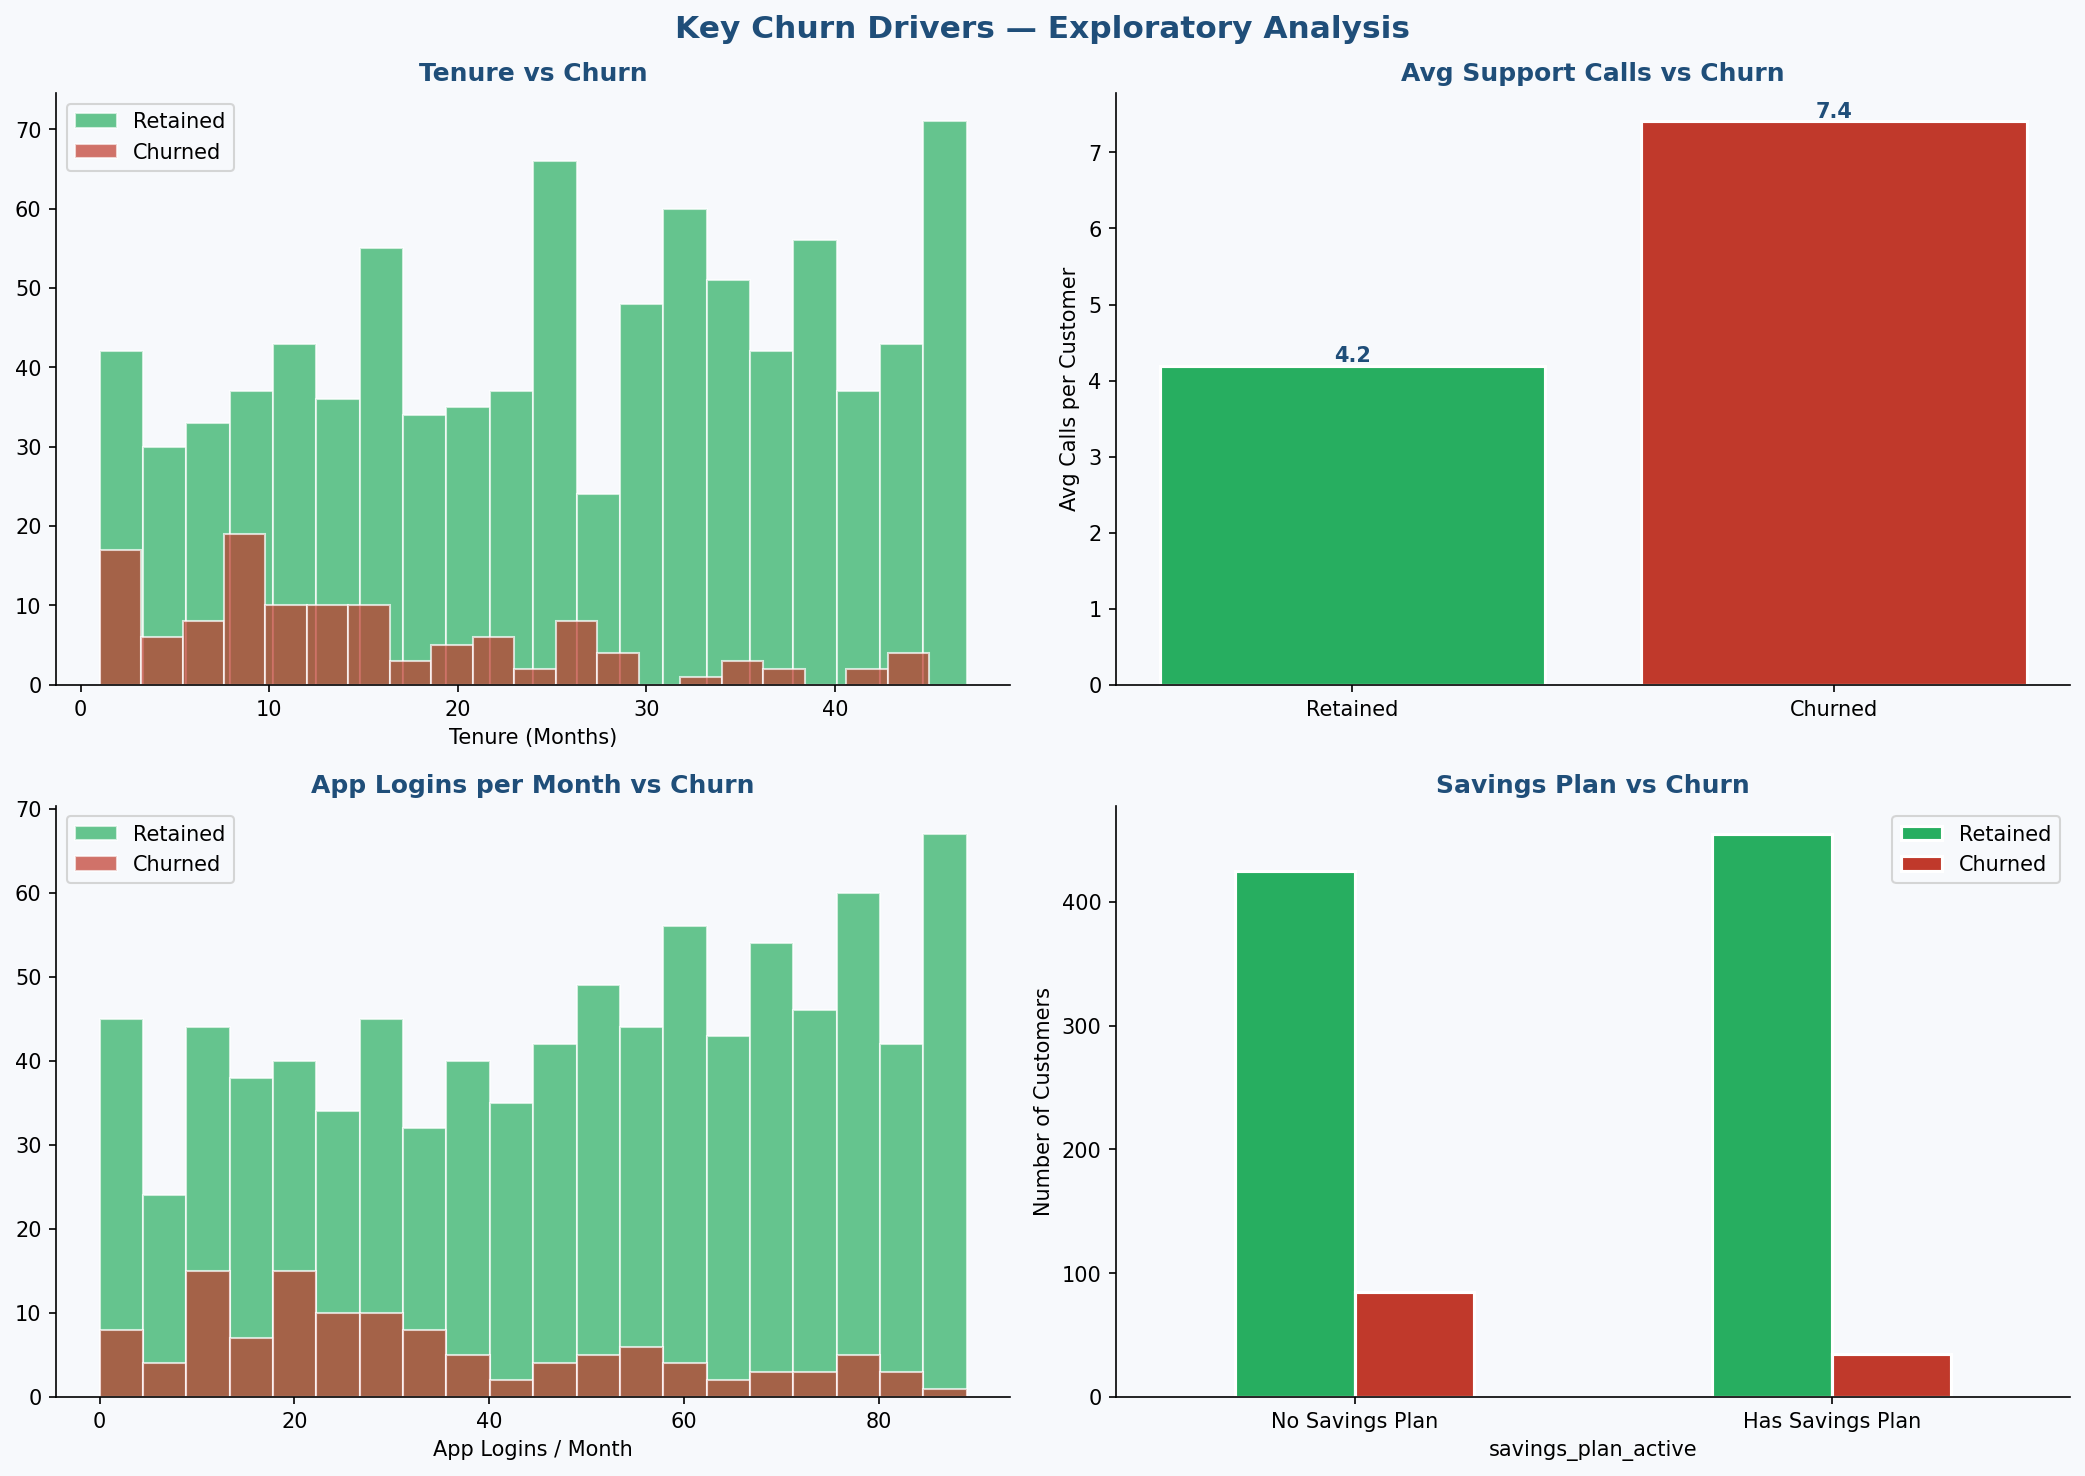 Key Churn Drivers — Exploratory Analysis
Tenure vs Churn
Retained
Churned
70
60
50
40
30
20
10
0
0 10 20 30 40
Tenure (Months)
Avg Support Calls vs Churn
Avg Calls per Customer
7
6
5
4
3
2
1
0
4.2
7.4
Retained Churned
App Logins per Month vs Churn
Retained
Churned
70
60
50
40
30
20
10
0
0 20 40 60 80
App Logins / Month
Savings Plan vs Churn
Retained
Churned
Number of Customers
400
300
200
100
0
No Savings Plan Has Savings Plan
savings_plan_active